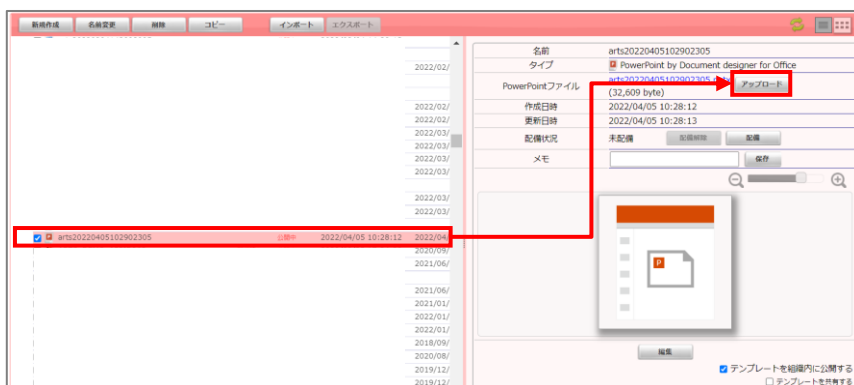 新規作成 名前変更 削除 コピー インポート エクスポート
2022/02/
2022/02/
2022/02/
2022/03/
2022/03/
2022/03/
2022/03/
2022/03/
2022/03/
arts20220405102902305 公開中 2022/04/05 10:28:12 2022/04/
2020/09/
2021/06/
2021/06/
2021/01/
2022/01/
2022/01/
2018/09/
2020/08/
2019/12/
2019/12/
名前 arts20220405102902305
タイプ PowerPoint by Document designer for Office
PowerPointファイル arts20220405102902305.pptx アップロード
(32,609 byte)
作成日時 2022/04/05 10:28:12
更新日時 2022/04/05 10:28:13
配備状況 未配備 配備解除 配備
メモ 保存
P
編集
テンプレートを組織内に公開する
テンプレートを共有する